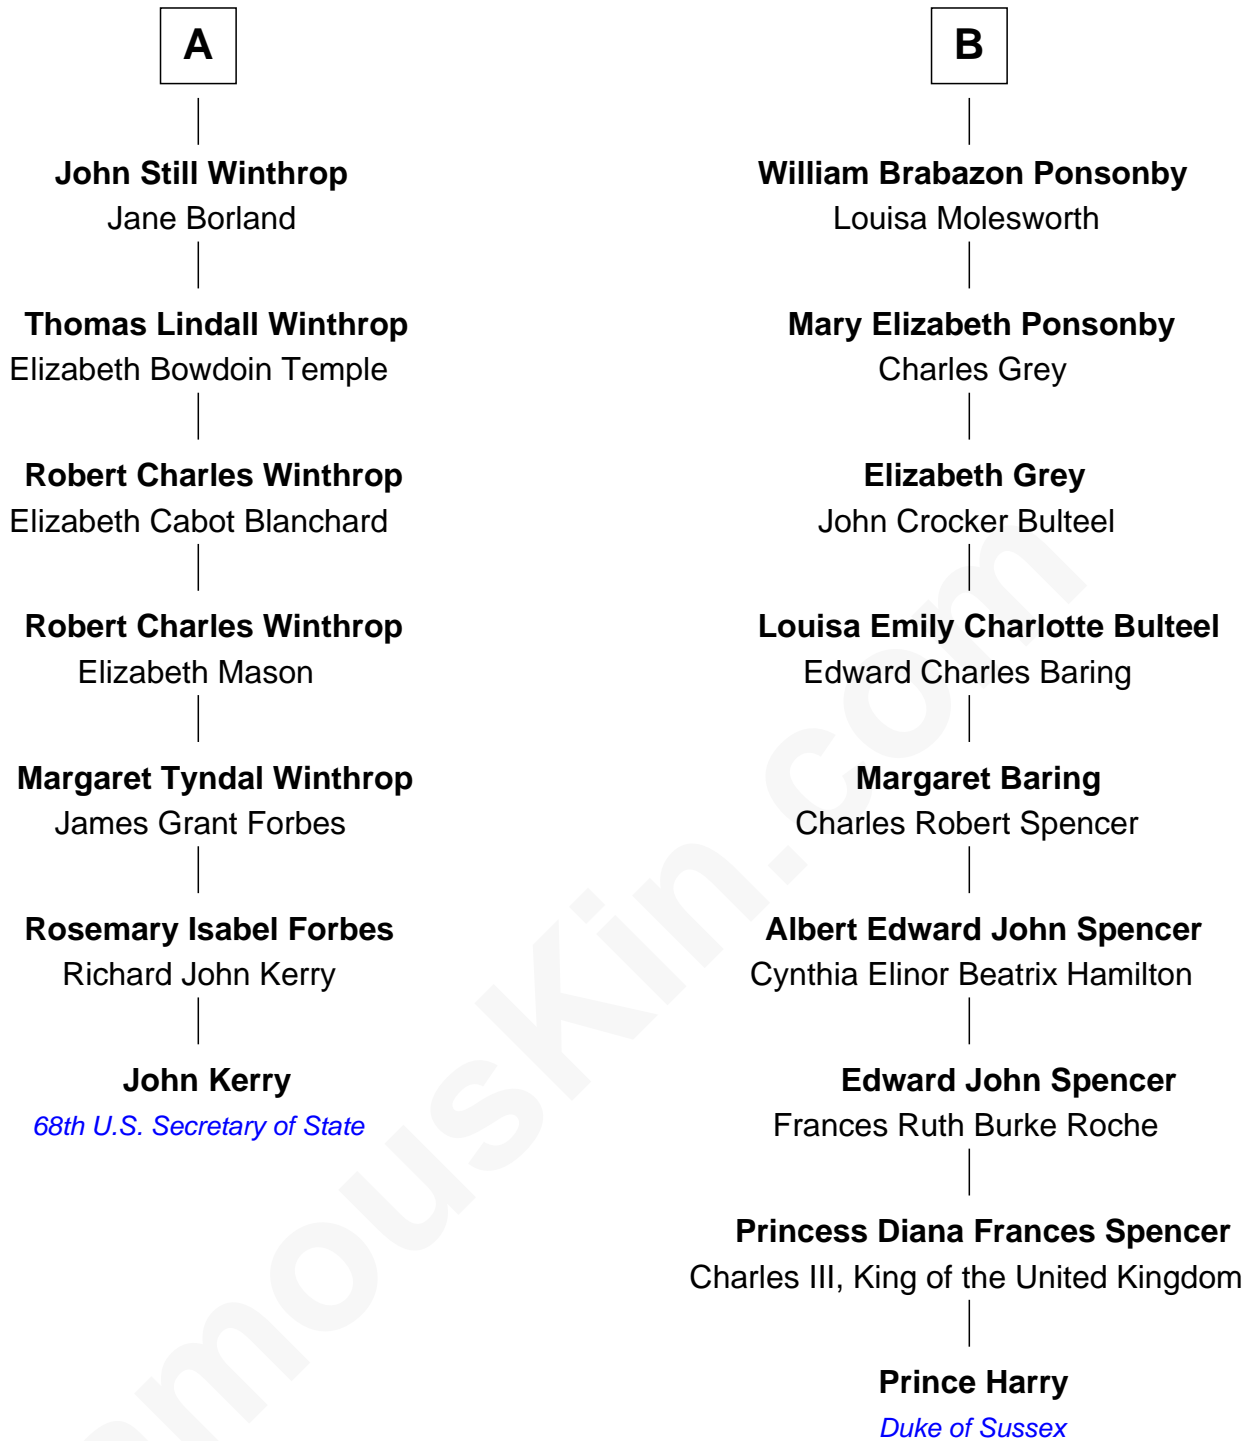 A
John Still Winthrop
Jane Borland
Thomas Lindall Winthrop
Elizabeth Bowdoin Temple
Robert Charles Winthrop
Elizabeth Cabot Blanchard
Robert Charles Winthrop
Elizabeth Mason
Margaret Tyndal Winthrop
James Grant Forbes
Rosemary Isabel Forbes
Richard John Kerry
John Kerry
68th U.S. Secretary of State
B
William Brabazon Ponsonby
Louisa Molesworth
Mary Elizabeth Ponsonby
Charles Grey
Elizabeth Grey
John Crocker Bulteel
Louisa Emily Charlotte Bulteel
Edward Charles Baring
Margaret Baring
Charles Robert Spencer
Albert Edward John Spencer
Cynthia Elinor Beatrix Hamilton
Edward John Spencer
Frances Ruth Burke Roche
Princess Diana Frances Spencer
Charles III, King of the United Kingdom
Prince Harry
Duke of Sussex
amousKin.com